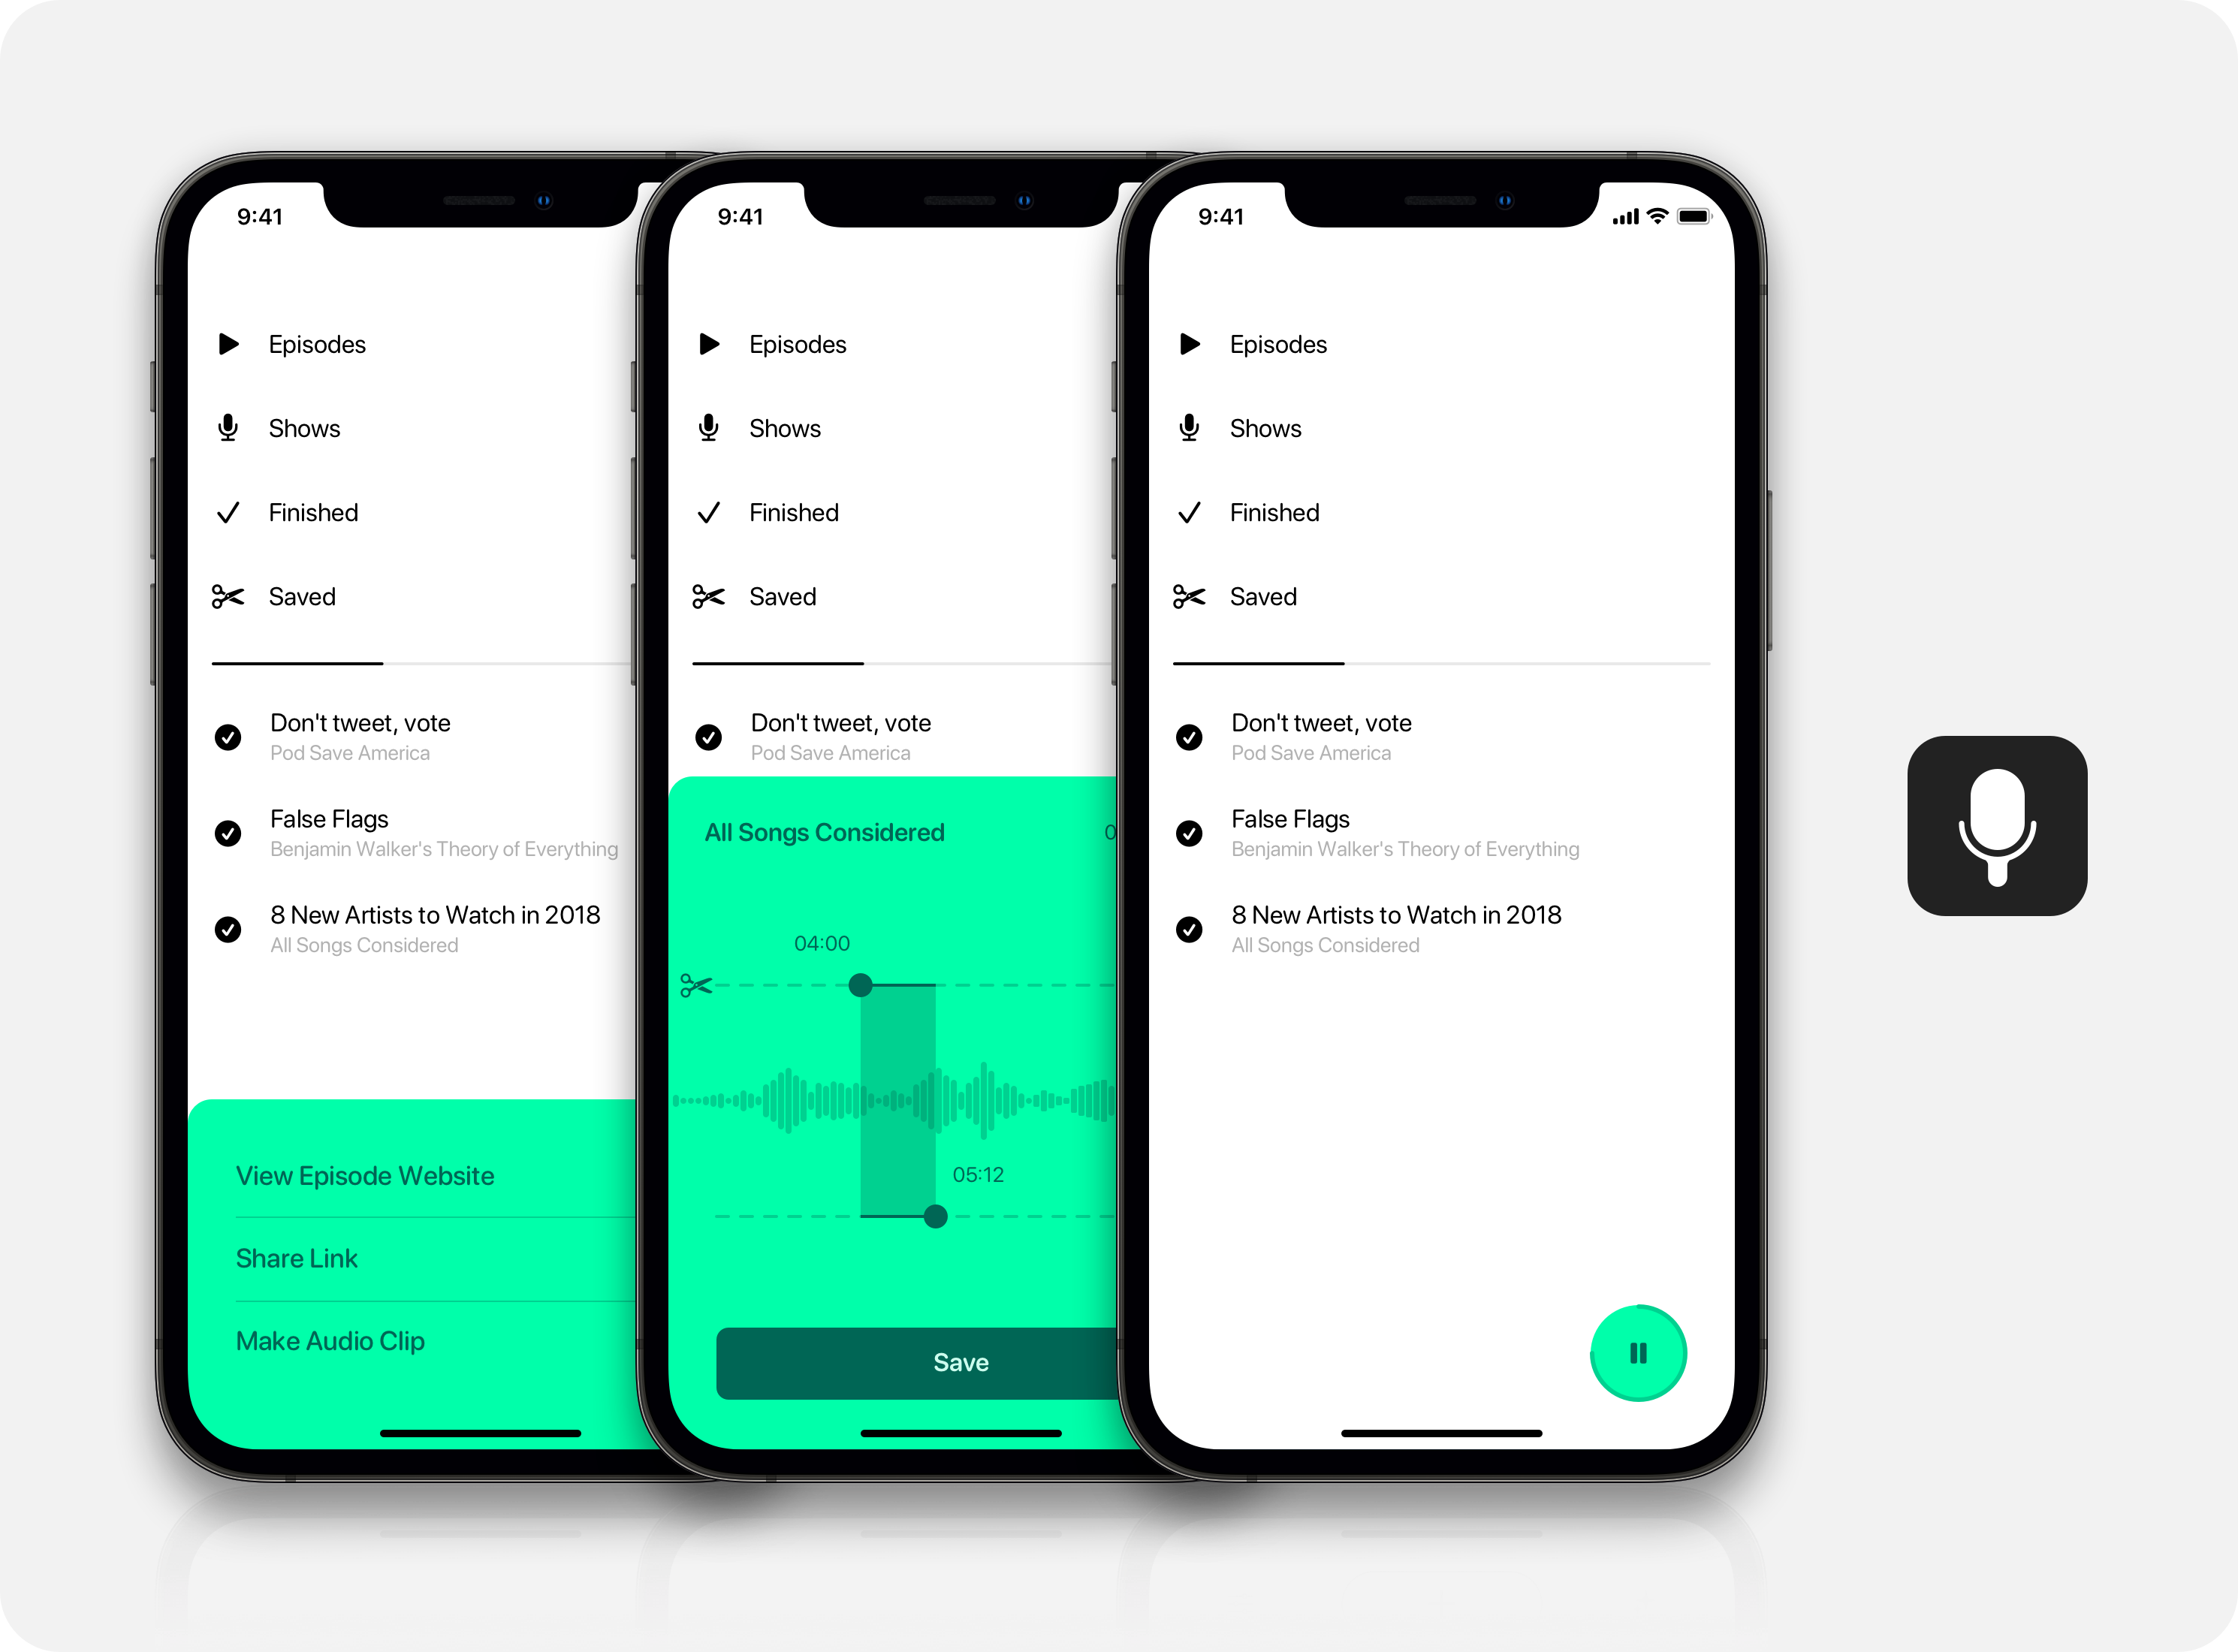 9:41
Episodes
Shows
Finished
Saved
Don't tweet, vote
Pod Save America
False Flags
Benjamin Walker's Theory of Everything
8 New Artists to Watch in 2018
All Songs Considered
View Episode Website
Share Link
Make Audio Clip
9:41
Episodes
Shows
Finished
Saved
Don't tweet, vote
Pod Save America
All Songs Considered
04:00
05:12
Save
9:41
Episodes
Shows
Finished
Saved
Don't tweet, vote
Pod Save America
False Flags
Benjamin Walker's Theory of Everything
8 New Artists to Watch in 2018
All Songs Considered